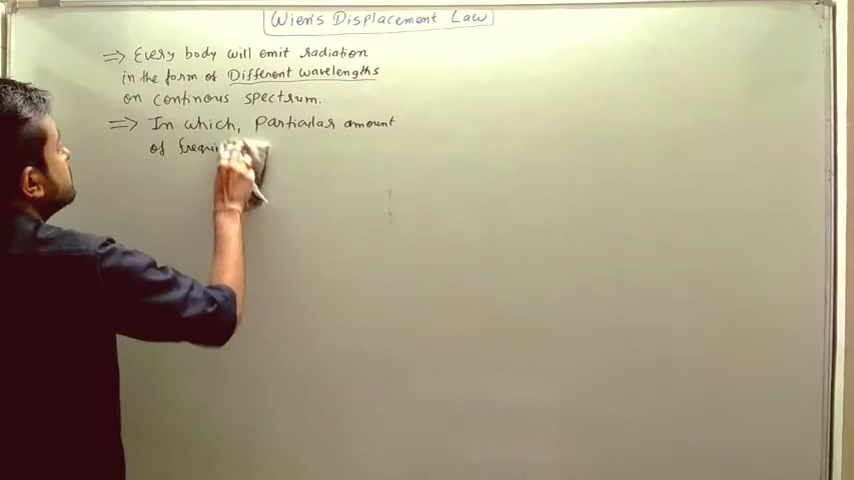 Wien's Displacement Law
⇒ Every body will emit radiation
in the form of Different wavelengths
on continous spectrum.
⇒ In which, Particular amount
of